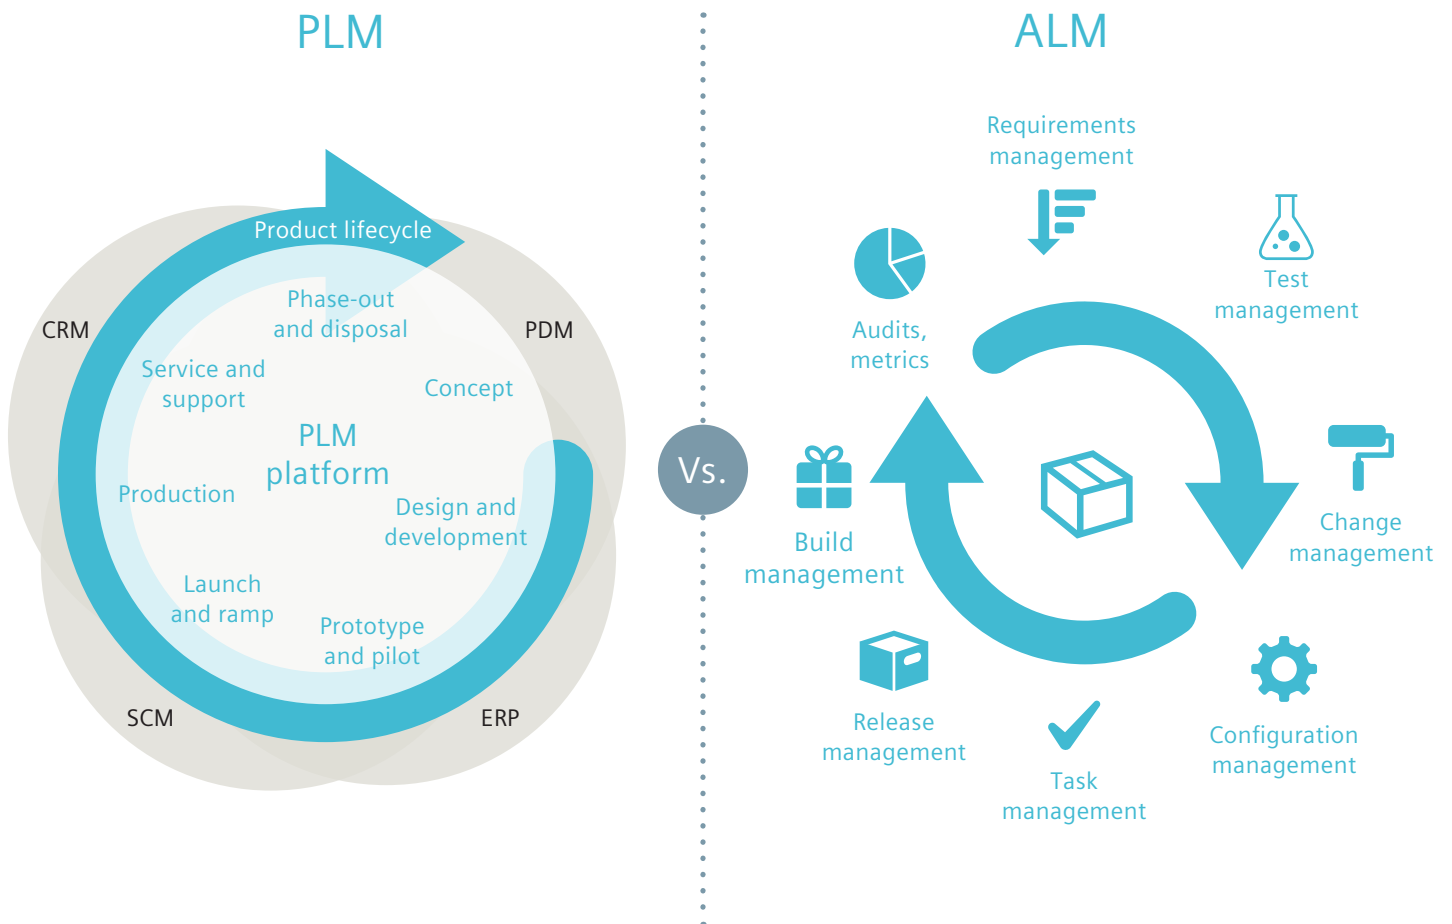 PLM
Product lifecycle
CRM
PDM
SCM
ERP
Phase-out
and disposal
Concept
Service and
support
PLM
platform
Production
Design and
development
Launch
and ramp
Prototype
and pilot
Vs.
ALM
Requirements
management
Test
management
Audits,
metrics
Change
management
Build
management
Configuration
management
Release
management
Task
management